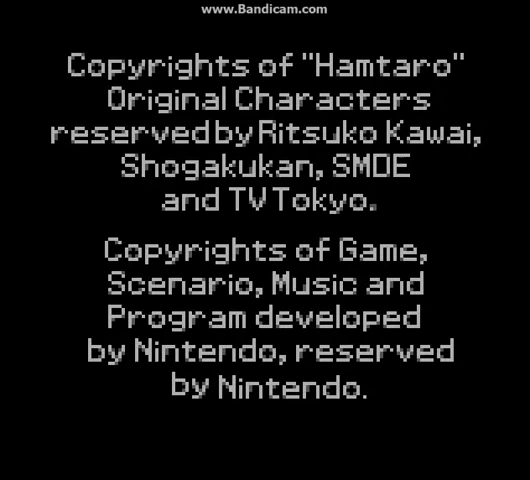 www.Bandicam.com
Copyrights of "Hamtaro"
Original Characters
reserved by Ritsuko Kawai,
Shogakukan, SMDE
and TV Tokyo.
Copyrights of Game,
Scenario, Music and
Program developed
by Nintendo, reserved
by Nintendo.